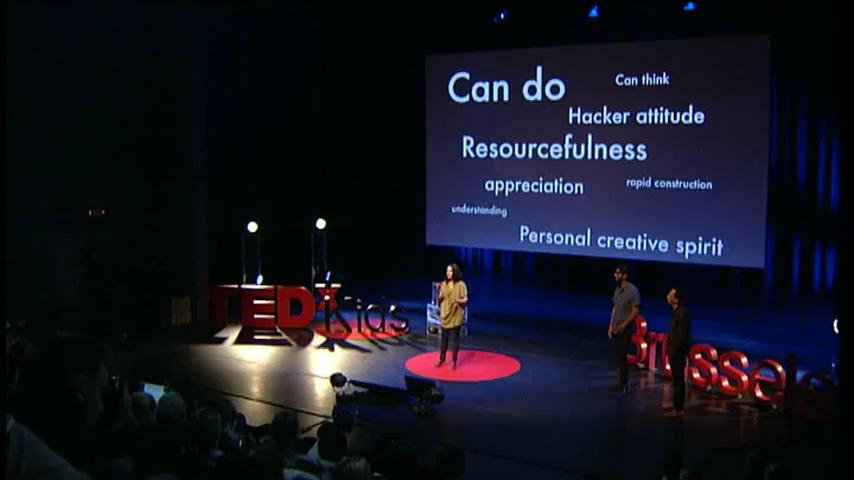 Can do
Can think
Hacker attitude
Resourcefulness
appreciation
rapid construction
understanding
Personal creative spirit
TEDxKids
Brussels